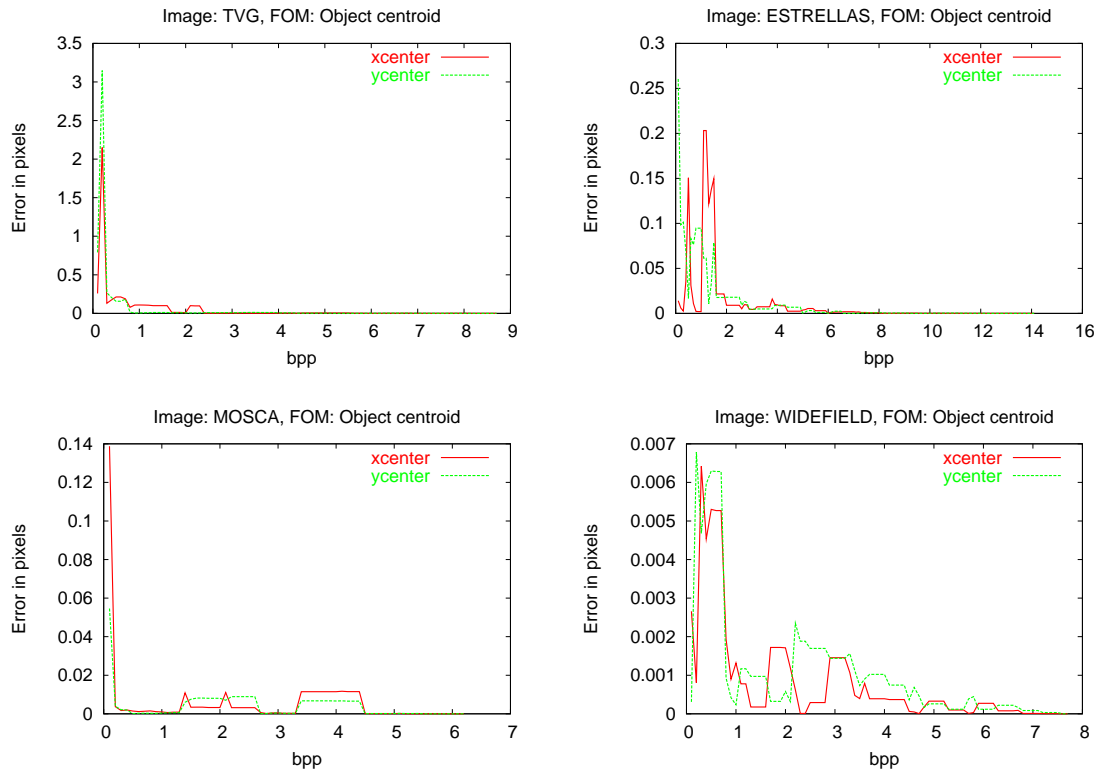 Image: TVG, FOM: Object centroid
3.5
3
2.5
2
1.5
1
0.5
0
Error in pixels
xcenter
ycenter
0 1 2 3 4 5 6 7 8 9
bpp
Image: ESTRELLAS, FOM: Object centroid
0.3
0.25
0.2
0.15
0.1
0.05
0
Error in pixels
xcenter
ycenter
0 2 4 6 8 10 12 14 16
bpp
Image: MOSCA, FOM: Object centroid
0.14
0.12
0.1
0.08
0.06
0.04
0.02
0
Error in pixels
xcenter
ycenter
0 1 2 3 4 5 6 7
bpp
Image: WIDEFIELD, FOM: Object centroid
0.007
0.006
0.005
0.004
0.003
0.002
0.001
0
Error in pixels
xcenter
ycenter
0 1 2 3 4 5 6 7 8
bpp